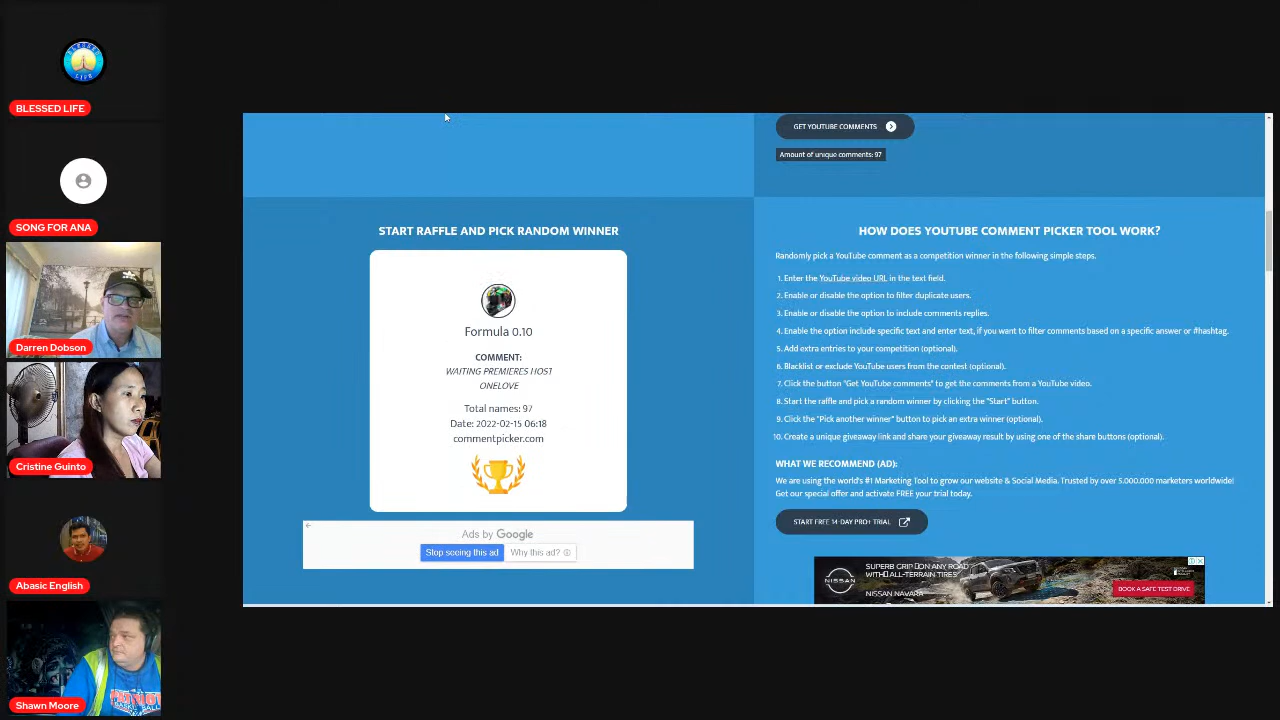 BLESSED LIFE
SONG FOR ANA
Darren Dobson
Cristine Guinto
Abasic English
Shawn Moore
START RAFFLE AND PICK RANDOM WINNER
Formula 0.10
COMMENT:
WAITING PREMIERES HOST
ONELOVE
Total names: 97
Date: 2022-02-15 06:18
commentpicker.com
Ads by Google
Stop seeing this ad
Why this ad?
GET YOUTUBE COMMENTS
Amount of unique comments: 97
HOW DOES YOUTUBE COMMENT PICKER TOOL WORK?
Randomly pick a YouTube comment as a competition winner in the following simple steps.
1. Enter the YouTube video URL in the text field.
2. Enable or disable the option to filter duplicate users.
3. Enable or disable the option to include comments replies.
4. Enable the option include specific text and enter text, if you want to filter comments based on a specific answer or #hashtag.
5. Add extra entries to your competition (optional).
6. Blacklist or exclude YouTube users from the contest (optional).
7. Click the button "Get YouTube comments" to get the comments from a YouTube video.
8. Start the raffle and pick a random winner by clicking the "Start" button.
9. Click the "Pick another winner" button to pick an extra winner (optional).
10. Create a unique giveaway link and share your giveaway result by using one of the share buttons (optional).
WHAT WE RECOMMEND (AD):
We are using the world's #1 Marketing Tool to grow our website & Social Media. Trusted by over 5.000.000 marketers worldwide!
Get our special offer and activate FREE your trial today.
START FREE 14-DAY PRO+ TRIAL
NISSAN
SUPERB GRIP ON ANY ROAD
WITH ALL-TERRAIN TIRES
NISSAN NAVARA
BOOK A SAFE TEST DRIVE